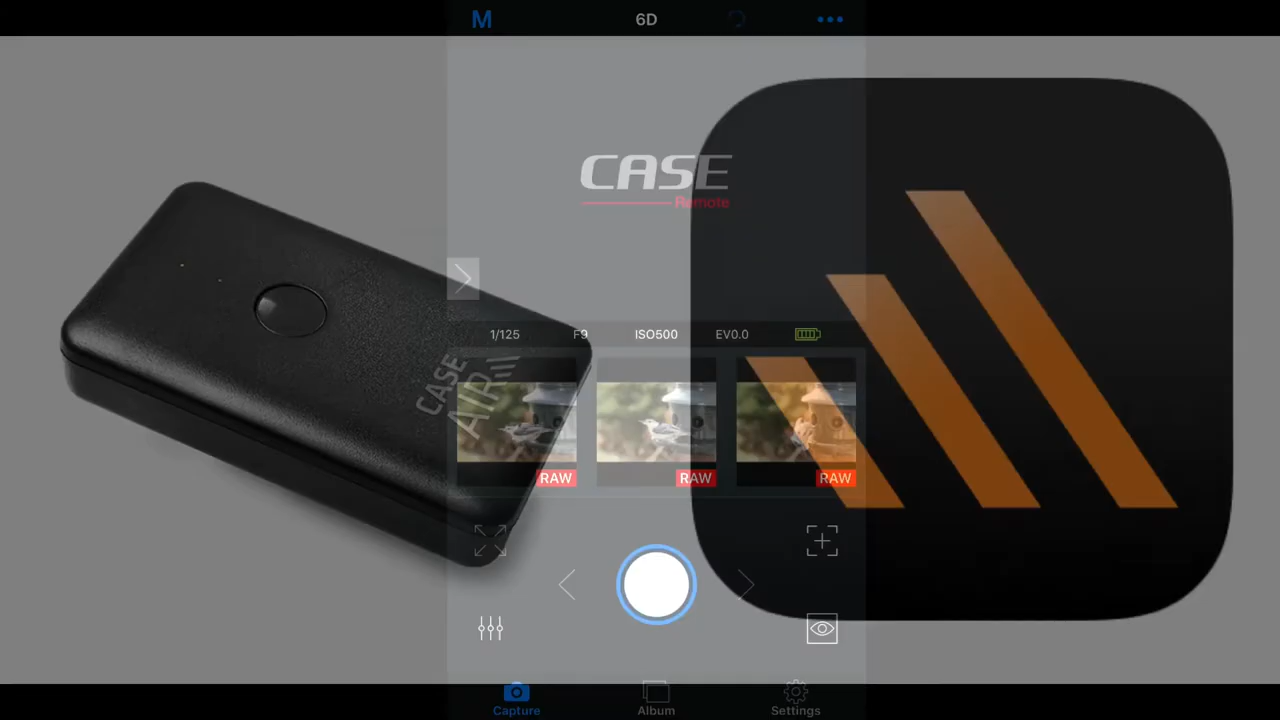 M 6D •••
CASE
Remote
1/125 F9 ISO500 EV0.0
CASE
AIR
RAW RAW RAW
Capture Album Settings